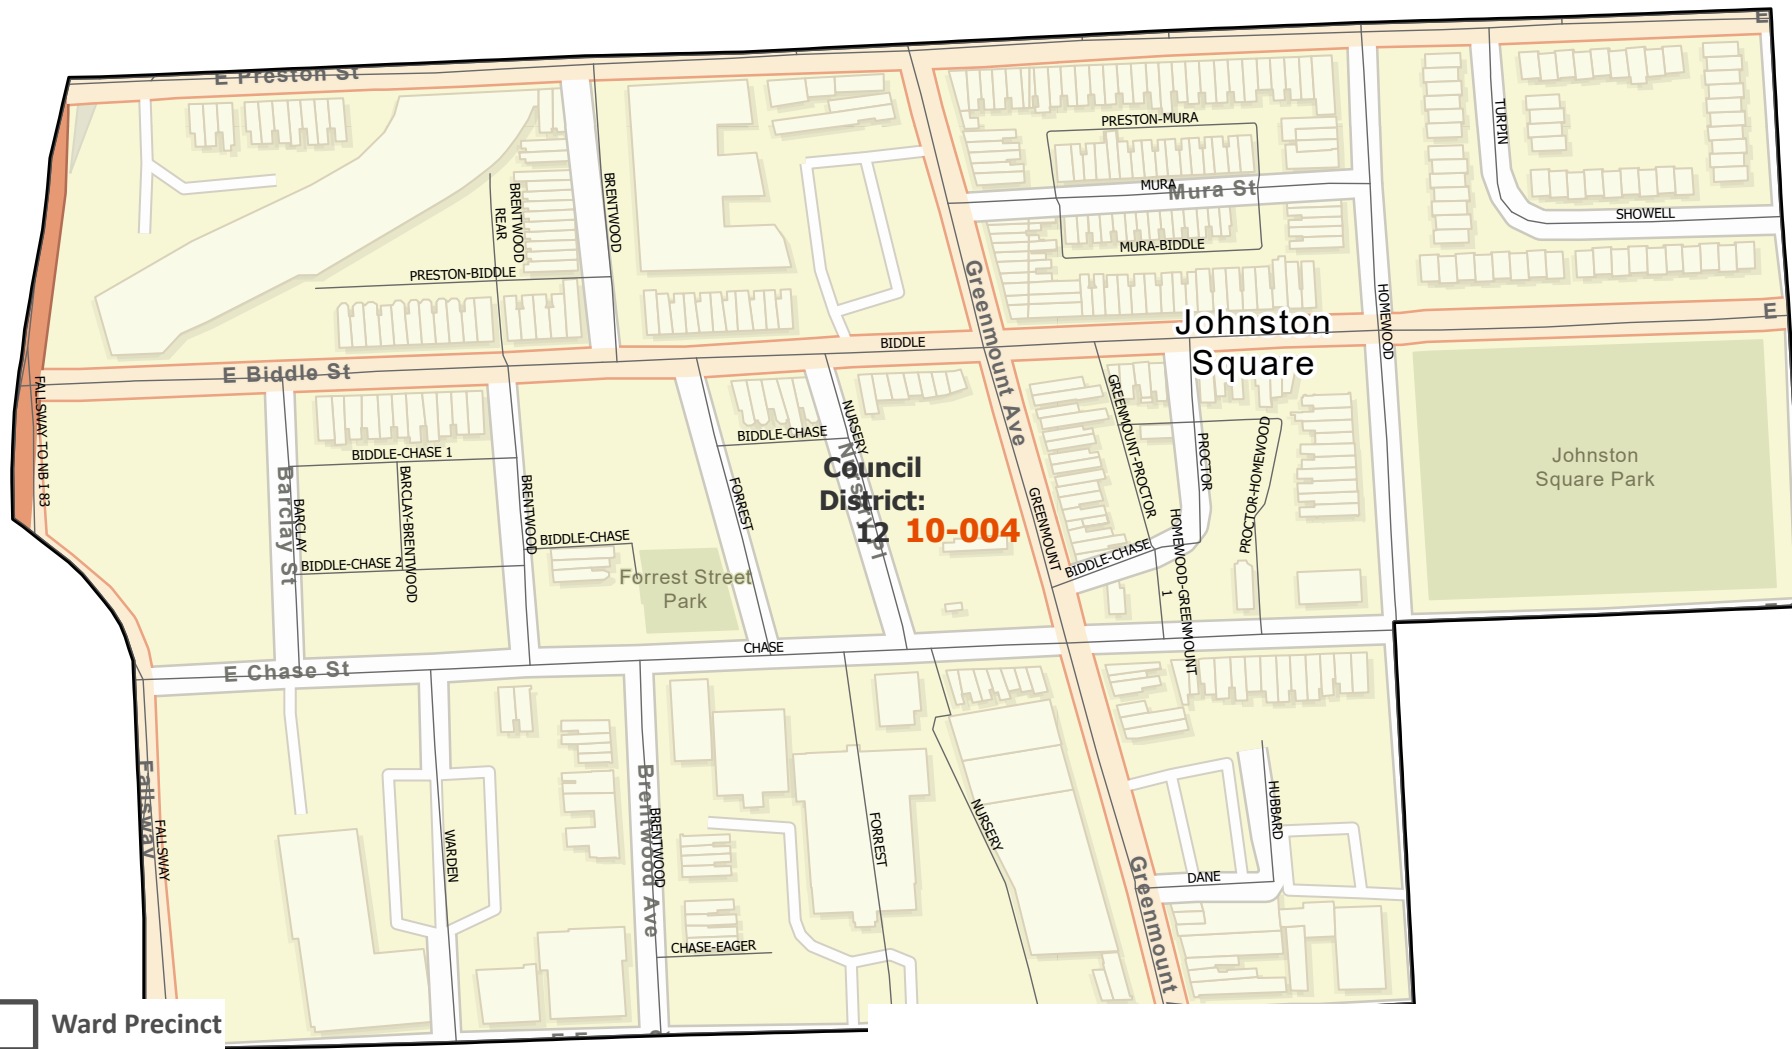 E Preston St
E
BRENTWOOD
BRENTWOOD
REAR
PRESTON-BIDDLE
PRESTON-MURA
MURA
Mura St
MURA-BIDDLE
TURPIN
SHOWELL
Greenmount Ave
HOMEWOOD
Johnston
Square
E
BIDDLE
E Biddle St
FALLSWAY TO NB I 83
BIDDLE-CHASE 1
Barclay St
BARCLAY
BARCLAY-BRENTWOOD
BIDDLE-CHASE 2
BRENTWOOD
BIDDLE-CHASE
Forrest Street
Park
FORREST
BIDDLE-CHASE
NURSERY
Nursery Pl
Council
District:
12
10-004
GREENMOUNT
GREENMOUNT-PROCTOR
PROCTOR
PROCTOR-HOMEWOOD
BIDDLE-CHASE
HOMEWOOD-GREENMOUNT
1
Johnston
Square Park
CHASE
E Chase St
Fallsway
FALLSWAY
WARDEN
Brentwood Ave
BRENTWOOD
CHASE-EAGER
FORREST
NURSERY
Greenmount
HUBBARD
DANE
Ward Precinct